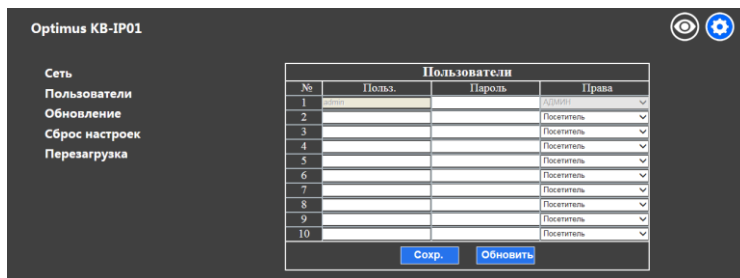 Optimus KB-IP01
Сеть
Пользователи
Обновление
Сброс настроек
Перезагрузка
Пользователи
№ Польз. Пароль Права
1 admin АДМИН
2 Посетитель
3 Посетитель
4 Посетитель
5 Посетитель
6 Посетитель
7 Посетитель
8 Посетитель
9 Посетитель
10 Посетитель
Сохр. Обновить